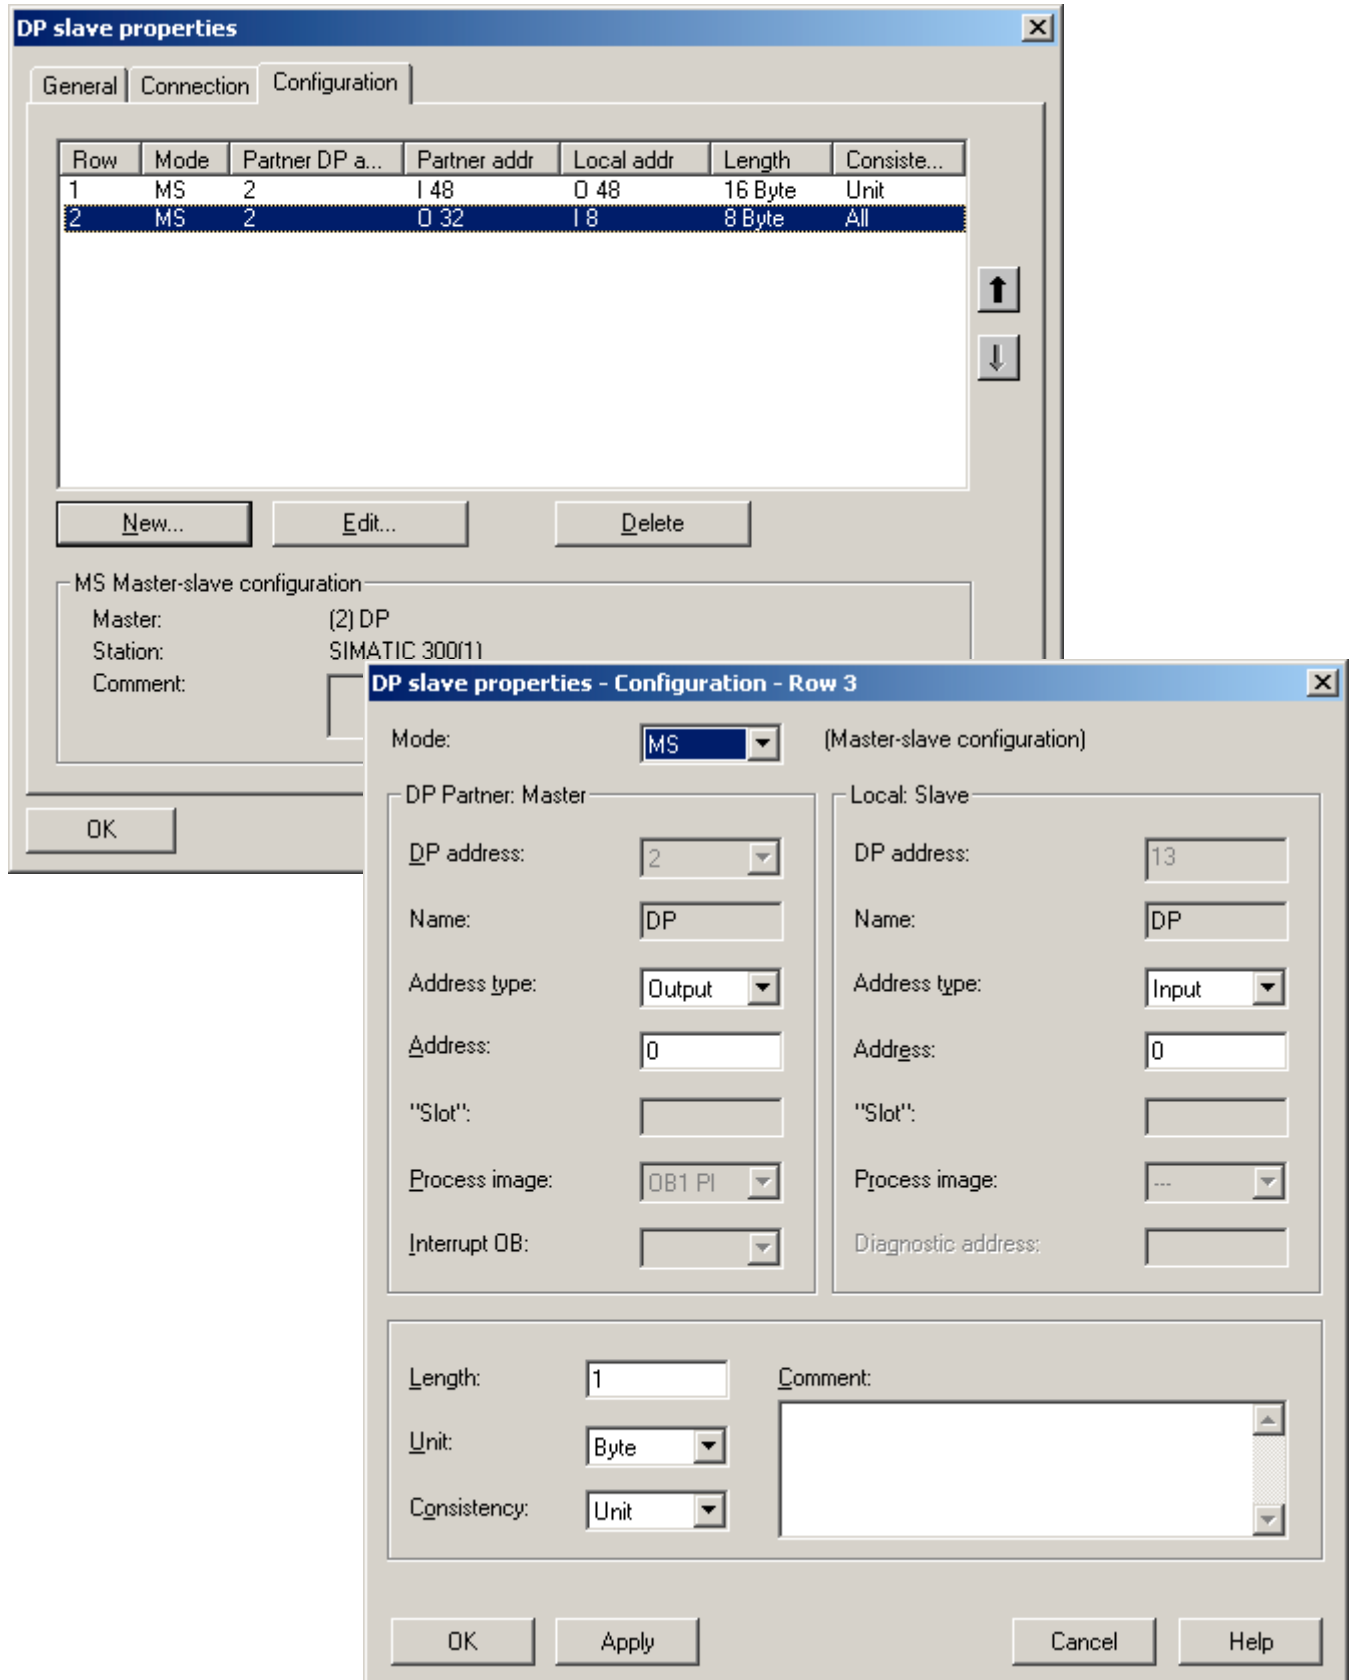 DP slave properties
General Connection Configuration
Row Mode Partner DP a... Partner addr Local addr Length Consiste...
1 MS 2 I 48 O 48 16 Byte Unit
2 MS 2 O 32 I 8 8 Byte All
New... Edit... Delete
MS Master-slave configuration
Master: (2) DP
Station: SIMATIC 300(1)
Comment:
OK
DP slave properties - Configuration - Row 3
Mode: MS (Master-slave configuration)
DP Partner: Master Local: Slave
DP address: 2 DP address: 13
Name: DP Name: DP
Address type: Output Address type: Input
Address: 0 Address: 0
"Slot": "Slot":
Process image: OB1 PI Process image: ---
Interrupt OB: Diagnostic address:
Length: 1 Comment:
Unit: Byte
Consistency: Unit
OK Apply Cancel Help